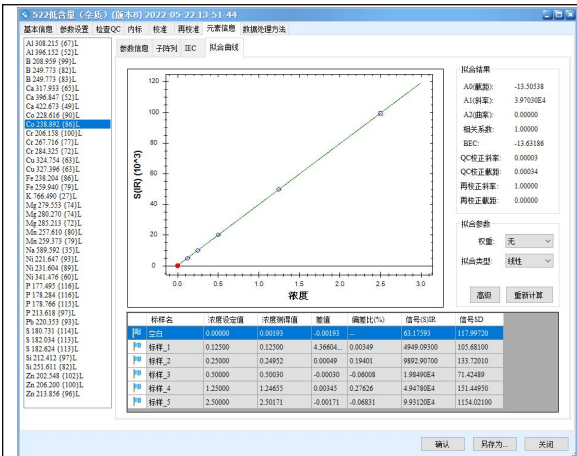 522低含量（全质）(版本8) 2022-05-22 13-51-44
基本信息 参数设置 检查QC 内标 校准 再校准 元素信息 数据处理方法
参数信息 子阵列 IEC 拟合曲线
Al 308.215 {67}L
Al 396.152 {52}L
B 208.959 {99}L
B 249.773 {82}L
B 249.773 {83}L
Ca 317.933 {65}L
Ca 396.847 {52}L
Ca 422.673 {49}L
Co 228.616 {90}L
Co 238.892 {86}L
Cr 206.158 {100}L
Cr 267.716 {77}L
Cr 284.325 {72}L
Cu 324.754 {63}L
Cu 327.396 {63}L
Fe 238.204 {86}L
Fe 259.940 {79}L
K 766.490 {27}L
Mg 279.553 {74}L
Mg 280.270 {74}L
Mg 285.213 {72}L
Mn 257.610 {80}L
Mn 259.373 {79}L
Na 589.592 {35}L
Ni 221.647 {93}L
Ni 231.604 {89}L
Ni 341.476 {60}L
P 177.495 {116}L
P 178.284 {116}L
P 178.766 {115}L
P 213.618 {97}L
Pb 220.353 {93}L
S 180.731 {114}L
S 182.034 {113}L
S 182.624 {113}L
Si 212.412 {97}L
Si 251.611 {82}L
Zn 202.548 {102}L
Zn 206.200 {100}L
Zn 213.856 {96}L
S(IR) (10^3)
120
100
80
60
40
20
0
0.0 0.5 1.0 1.5 2.0 2.5 3.0
浓度
拟合结果
A0(截距): -13.50538
A1(斜率): 3.97030E4
A2(曲率): 0.00000
相关系数: 1.00000
BEC: -13.63186
QC校正斜率: 0.00003
QC校正截距: 0.00034
再校正斜率: 1.00000
再校正截距: 0.00000
拟合参数
权重: 无
拟合类型: 线性
高级 重新计算
标样名 浓度设定值 浓度测得值 差值 偏差比(%) 信号(S)IR 信号SD
空白 0.00000 0.00193 -0.00193 -- 63.17593 117.99720
标样_1 0.12500 0.12500 4.36604... 0.00349 4949.09300 105.68100
标样_2 0.25000 0.24952 0.00049 0.19401 9892.90700 133.72010
标样_3 0.50000 0.50030 -0.00030 -0.06008 1.98490E4 71.42489
标样_4 1.25000 1.24655 0.00345 0.27626 4.94780E4 151.44950
标样_5 2.50000 2.50171 -0.00171 -0.06831 9.93120E4 1154.02100
确认 另存为... 关闭